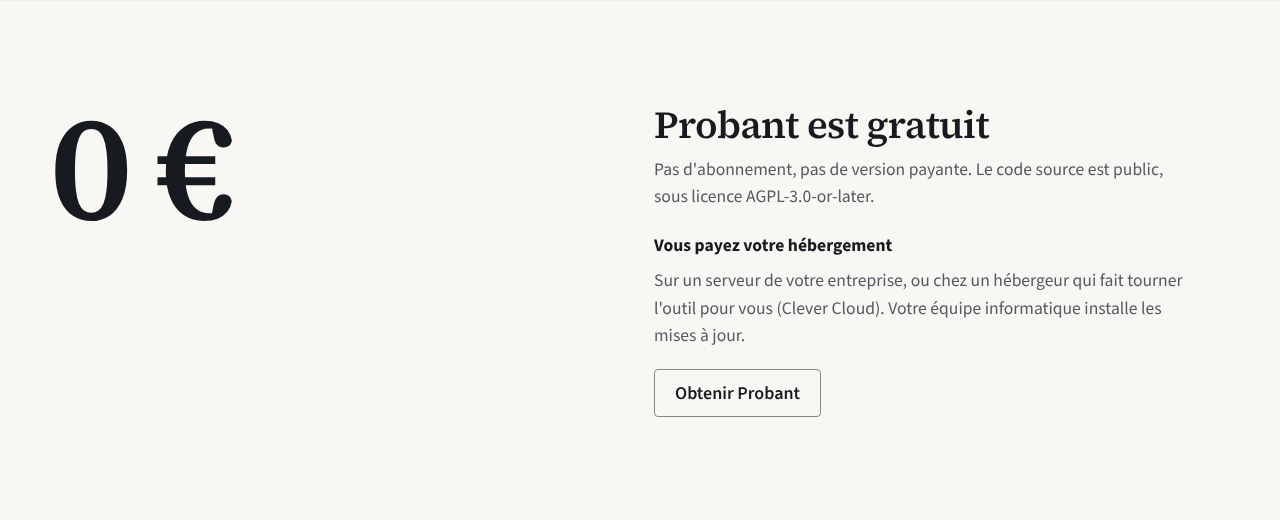 0 €
Probant est gratuit
Pas d'abonnement, pas de version payante. Le code source est public,
sous licence AGPL-3.0-or-later.
Vous payez votre hébergement
Sur un serveur de votre entreprise, ou chez un hébergeur qui fait tourner
l'outil pour vous (Clever Cloud). Votre équipe informatique installe les
mises à jour.
Obtenir Probant